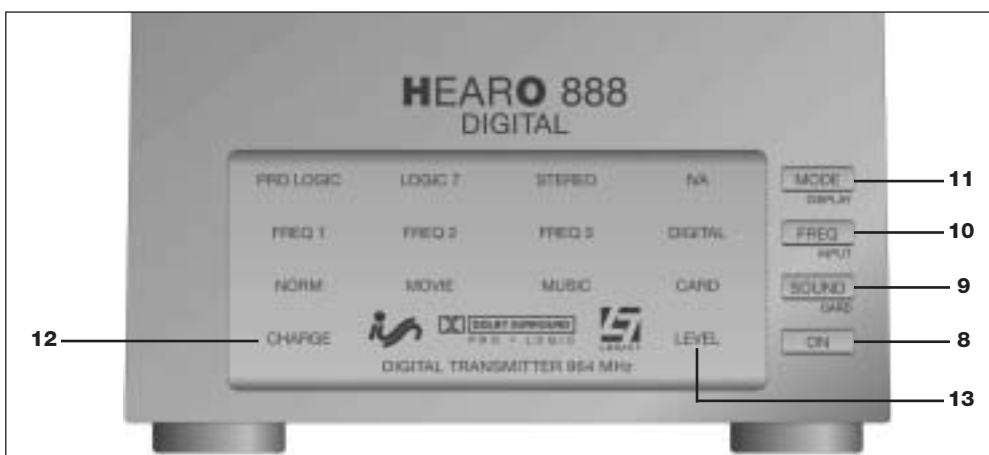 HEARO 888
DIGITAL
PRO LOGIC LOGIC 7 STEREO IVA MODE 11
DISPLAY
FREQ 1 FREQ 2 FREQ 3 DIGITAL FREQ 10
INPUT
NORM MOVIE MUSIC CARD SOUND 9
CARD
12 CHARGE DOLBY SURROUND LEVEL ON 8
PRO • LOGIC LOGIC7
DIGITAL TRANSMITTER 864 MHz
13